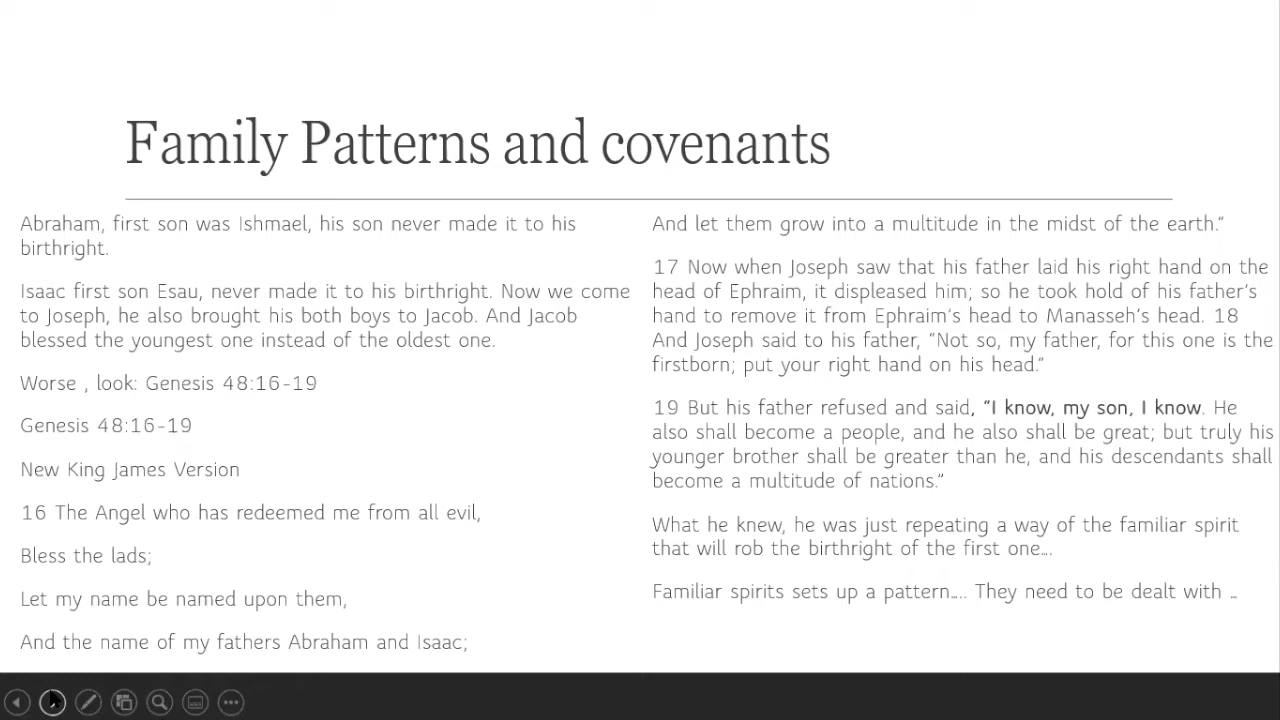 Family Patterns and covenants
Abraham, first son was Ishmael, his son never made it to his
birthright.
Isaac first son Esau, never made it to his birthright. Now we come
to Joseph, he also brought his both boys to Jacob. And Jacob
blessed the youngest one instead of the oldest one.
Worse , look: Genesis 48:16-19
Genesis 48:16-19
New King James Version
16 The Angel who has redeemed me from all evil,
Bless the lads;
Let my name be named upon them,
And the name of my fathers Abraham and Isaac;
And let them grow into a multitude in the midst of the earth.”
17 Now when Joseph saw that his father laid his right hand on the
head of Ephraim, it displeased him; so he took hold of his father’s
hand to remove it from Ephraim’s head to Manasseh’s head. 18
And Joseph said to his father, “Not so, my father, for this one is the
firstborn; put your right hand on his head.”
19 But his father refused and said, “I know, my son, I know. He
also shall become a people, and he also shall be great; but truly his
younger brother shall be greater than he, and his descendants shall
become a multitude of nations.”
What he knew, he was just repeating a way of the familiar spirit
that will rob the birthright of the first one…
Familiar spirits sets up a pattern…. They need to be dealt with …